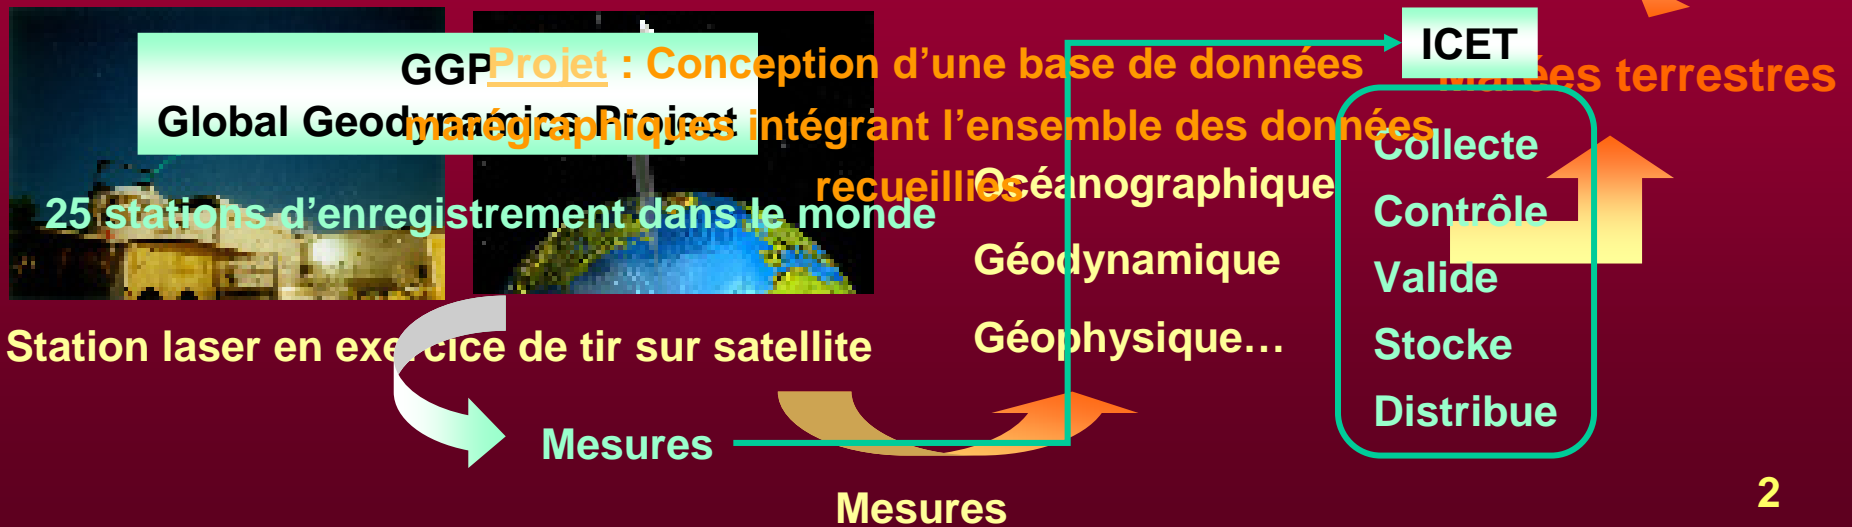 GGP
Global Geodynamics Project
Projet : Conception d’une base de données
marégraphiques intégrant l’ensemble des données
recueillies
25 stations d’enregistrement dans le monde
Station laser en exercice de tir sur satellite
Mesures
Mesures
Océanographique
Géodynamique
Géophysique…
ICET
Marées terrestres
Collecte
Contrôle
Valide
Stocke
Distribue
2